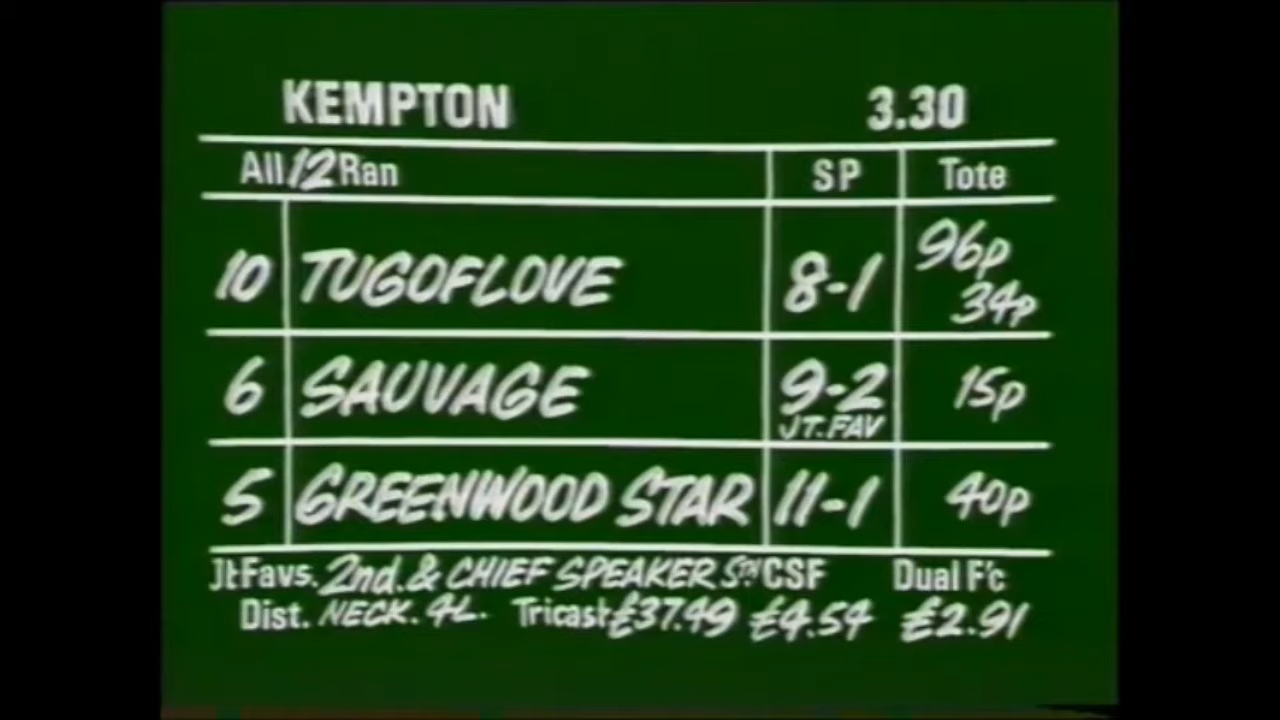 KEMPTON 3.30
All 12 Ran SP Tote
10 TUGOFLOVE 8-1 96p 34p
6 SAUVAGE 9-2 JT.FAV 15p
5 GREENWOOD STAR 11-1 40p
Jt Favs. 2nd. & CHIEF SPEAKER 5TH CSF Dual F'c
Dist. NECK. 4L. Tricast £37.49 £4.54 £2.91